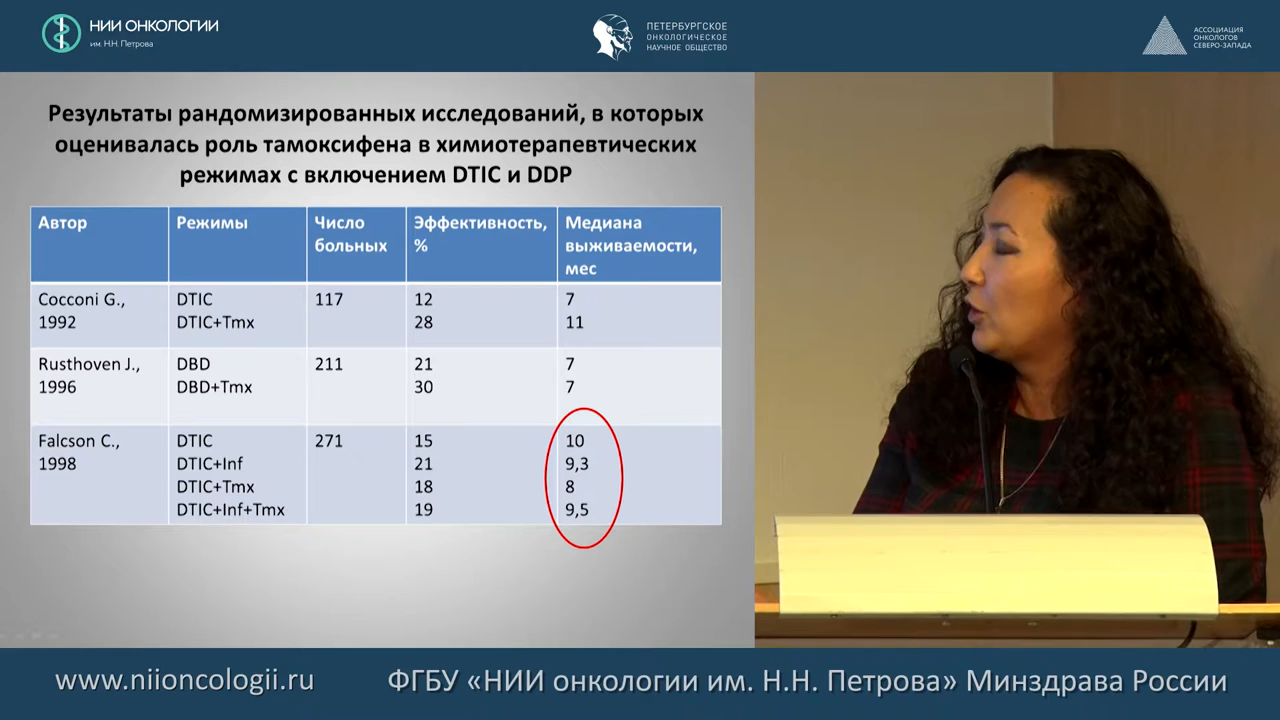 НИИ ОНКОЛОГИИ
им. Н.Н. Петрова
ПЕТЕРБУРГСКОЕ
ОНКОЛОГИЧЕСКОЕ
НАУЧНОЕ ОБЩЕСТВО
АССОЦИАЦИЯ
ОНКОЛОГОВ
СЕВЕРО-ЗАПАДА
Результаты рандомизированных исследований, в которых
оценивалась роль тамоксифена в химиотерапевтических
режимах с включением DTIC и DDP
Автор Режимы Число Эффективность, Медиана
больных % выживаемости,
мес
Cocconi G., DTIC 117 12 7
1992 DTIC+Tmx 28 11
Rusthoven J., DBD 211 21 7
1996 DBD+Tmx 30 7
Falcson C., DTIC 271 15 10
1998 DTIC+Inf 21 9,3
DTIC+Tmx 18 8
DTIC+Inf+Tmx 19 9,5
www.niioncologii.ru ФГБУ «НИИ онкологии им. Н.Н. Петрова» Минздрава России